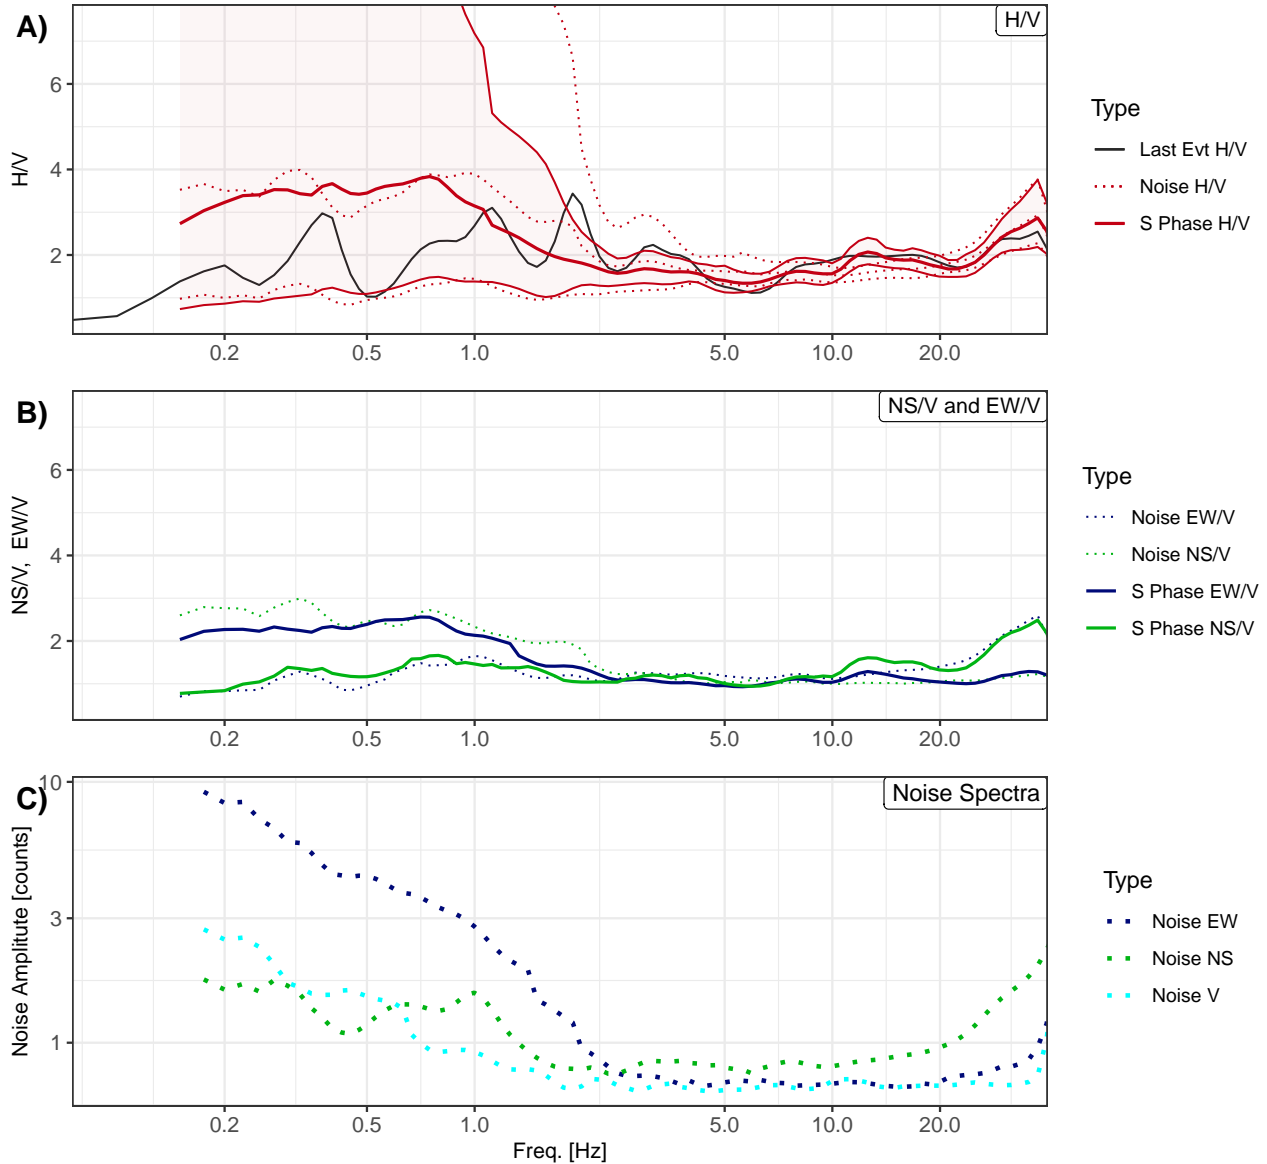 A)
H/V
H/V
6
4
2
0.2 0.5 1.0 5.0 10.0 20.0
Type
Last Evt H/V
Noise H/V
S Phase H/V
B)
NS/V and EW/V
NS/V, EW/V
6
4
2
0.2 0.5 1.0 5.0 10.0 20.0
Type
Noise EW/V
Noise NS/V
S Phase EW/V
S Phase NS/V
C)
Noise Spectra
Noise Amplitute [counts]
10
3
1
0.2 0.5 1.0 5.0 10.0 20.0
Freq. [Hz]
Type
Noise EW
Noise NS
Noise V